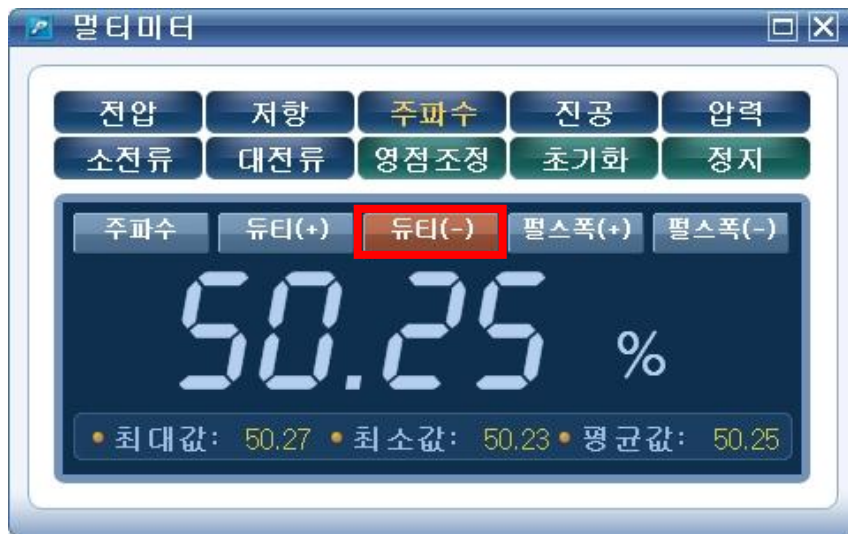 멀티미터
전압 저항 주파수 진공 압력
소전류 대전류 영점조정 초기화 정지
주파수 듀티(+) 듀티(-) 펄스폭(+) 펄스폭(-)
50.25 %
최대값: 50.27 최소값: 50.23 평균값: 50.25